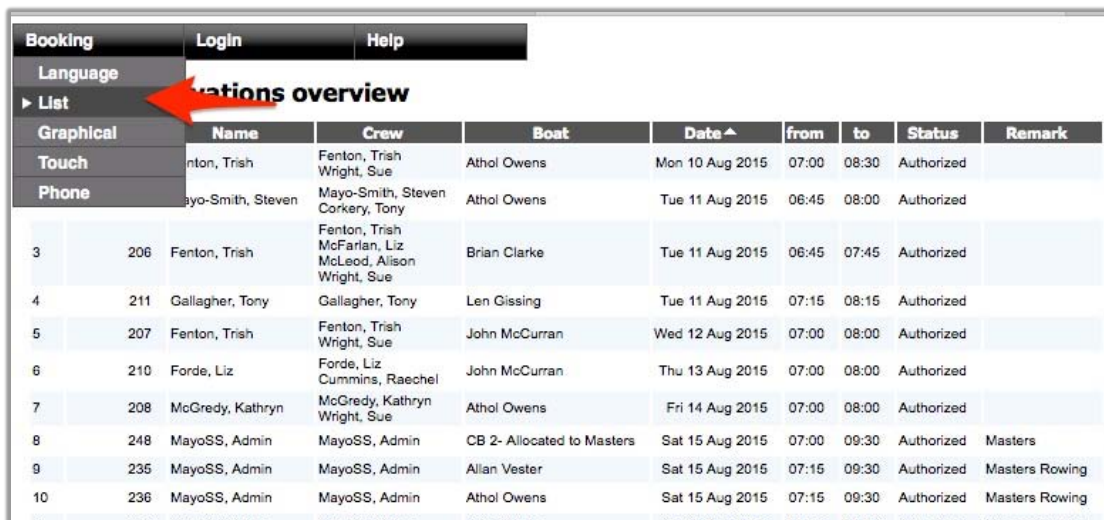 Booking Login Help
Language
List
Graphical
Touch
Phone
vations overview
Name Crew Boat Date from to Status Remark
nton, Trish Fenton, Trish Athol Owens Mon 10 Aug 2015 07:00 08:30 Authorized
Wright, Sue
ayo-Smith, Steven Mayo-Smith, Steven Athol Owens Tue 11 Aug 2015 06:45 08:00 Authorized
Corkery, Tony
Fenton, Trish
McFarlan, Liz
3 206 Fenton, Trish Brian Clarke Tue 11 Aug 2015 06:45 07:45 Authorized
McLeod, Alison
Wright, Sue
4 211 Gallagher, Tony Gallagher, Tony Len Gissing Tue 11 Aug 2015 07:15 08:15 Authorized
5 207 Fenton, Trish Fenton, Trish John McCurran Wed 12 Aug 2015 07:00 08:00 Authorized
Wright, Sue
6 210 Forde, Liz Forde, Liz John McCurran Thu 13 Aug 2015 07:00 08:00 Authorized
Cummins, Raechel
7 208 McGredy, Kathryn McGredy, Kathryn Athol Owens Fri 14 Aug 2015 07:00 08:00 Authorized
Wright, Sue
8 248 MayoSS, Admin MayoSS, Admin CB 2- Allocated to Masters Sat 15 Aug 2015 07:00 09:30 Authorized Masters
9 235 MayoSS, Admin MayoSS, Admin Allan Vester Sat 15 Aug 2015 07:15 09:30 Authorized Masters Rowing
10 236 MayoSS, Admin MayoSS, Admin Athol Owens Sat 15 Aug 2015 07:15 09:30 Authorized Masters Rowing